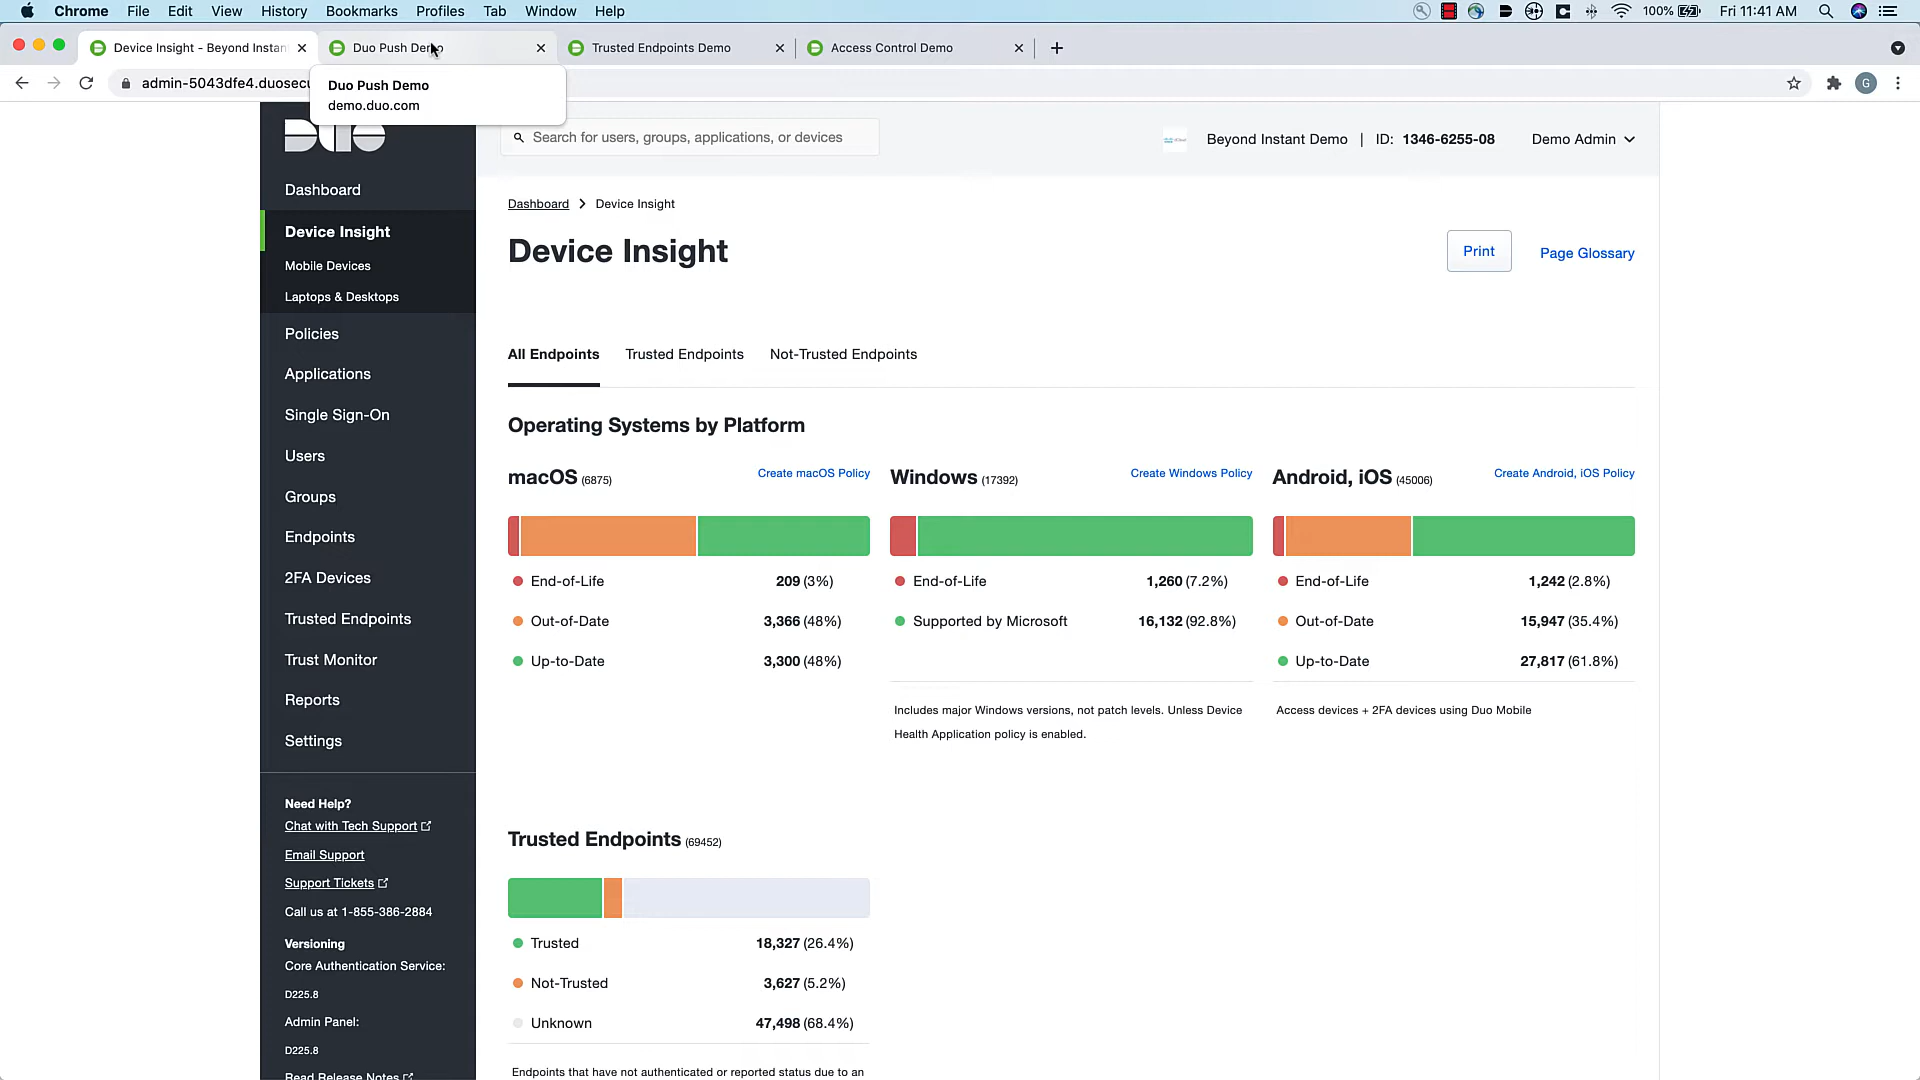 Chrome File Edit View History Bookmarks Profiles Tab Window Help 100% Fri 11:41 AM
Device Insight - Beyond Instan Duo Push Demo Trusted Endpoints Demo Access Control Demo
admin-5043dfe4.duosecu G
Duo Push Demo
demo.duo.com
DUO
Search for users, groups, applications, or devices
Beyond Instant Demo | ID: 1346-6255-08 Demo Admin
Dashboard
Device Insight
Mobile Devices
Laptops & Desktops
Policies
Applications
Single Sign-On
Users
Groups
Endpoints
2FA Devices
Trusted Endpoints
Trust Monitor
Reports
Settings
Need Help?
Chat with Tech Support
Email Support
Support Tickets
Call us at 1-855-386-2884
Versioning
Core Authentication Service:
D225.8
Admin Panel:
D225.8
Read Release Notes
Dashboard > Device Insight
Device Insight
Print Page Glossary
All Endpoints Trusted Endpoints Not-Trusted Endpoints
Operating Systems by Platform
macOS (6875) Create macOS Policy
End-of-Life 209 (3%)
Out-of-Date 3,366 (48%)
Up-to-Date 3,300 (48%)
Windows (17392) Create Windows Policy
End-of-Life 1,260 (7.2%)
Supported by Microsoft 16,132 (92.8%)
Includes major Windows versions, not patch levels. Unless Device
Health Application policy is enabled.
Android, iOS (45006) Create Android, iOS Policy
End-of-Life 1,242 (2.8%)
Out-of-Date 15,947 (35.4%)
Up-to-Date 27,817 (61.8%)
Access devices + 2FA devices using Duo Mobile
Trusted Endpoints (69452)
Trusted 18,327 (26.4%)
Not-Trusted 3,627 (5.2%)
Unknown 47,498 (68.4%)
Endpoints that have not authenticated or reported status due to an